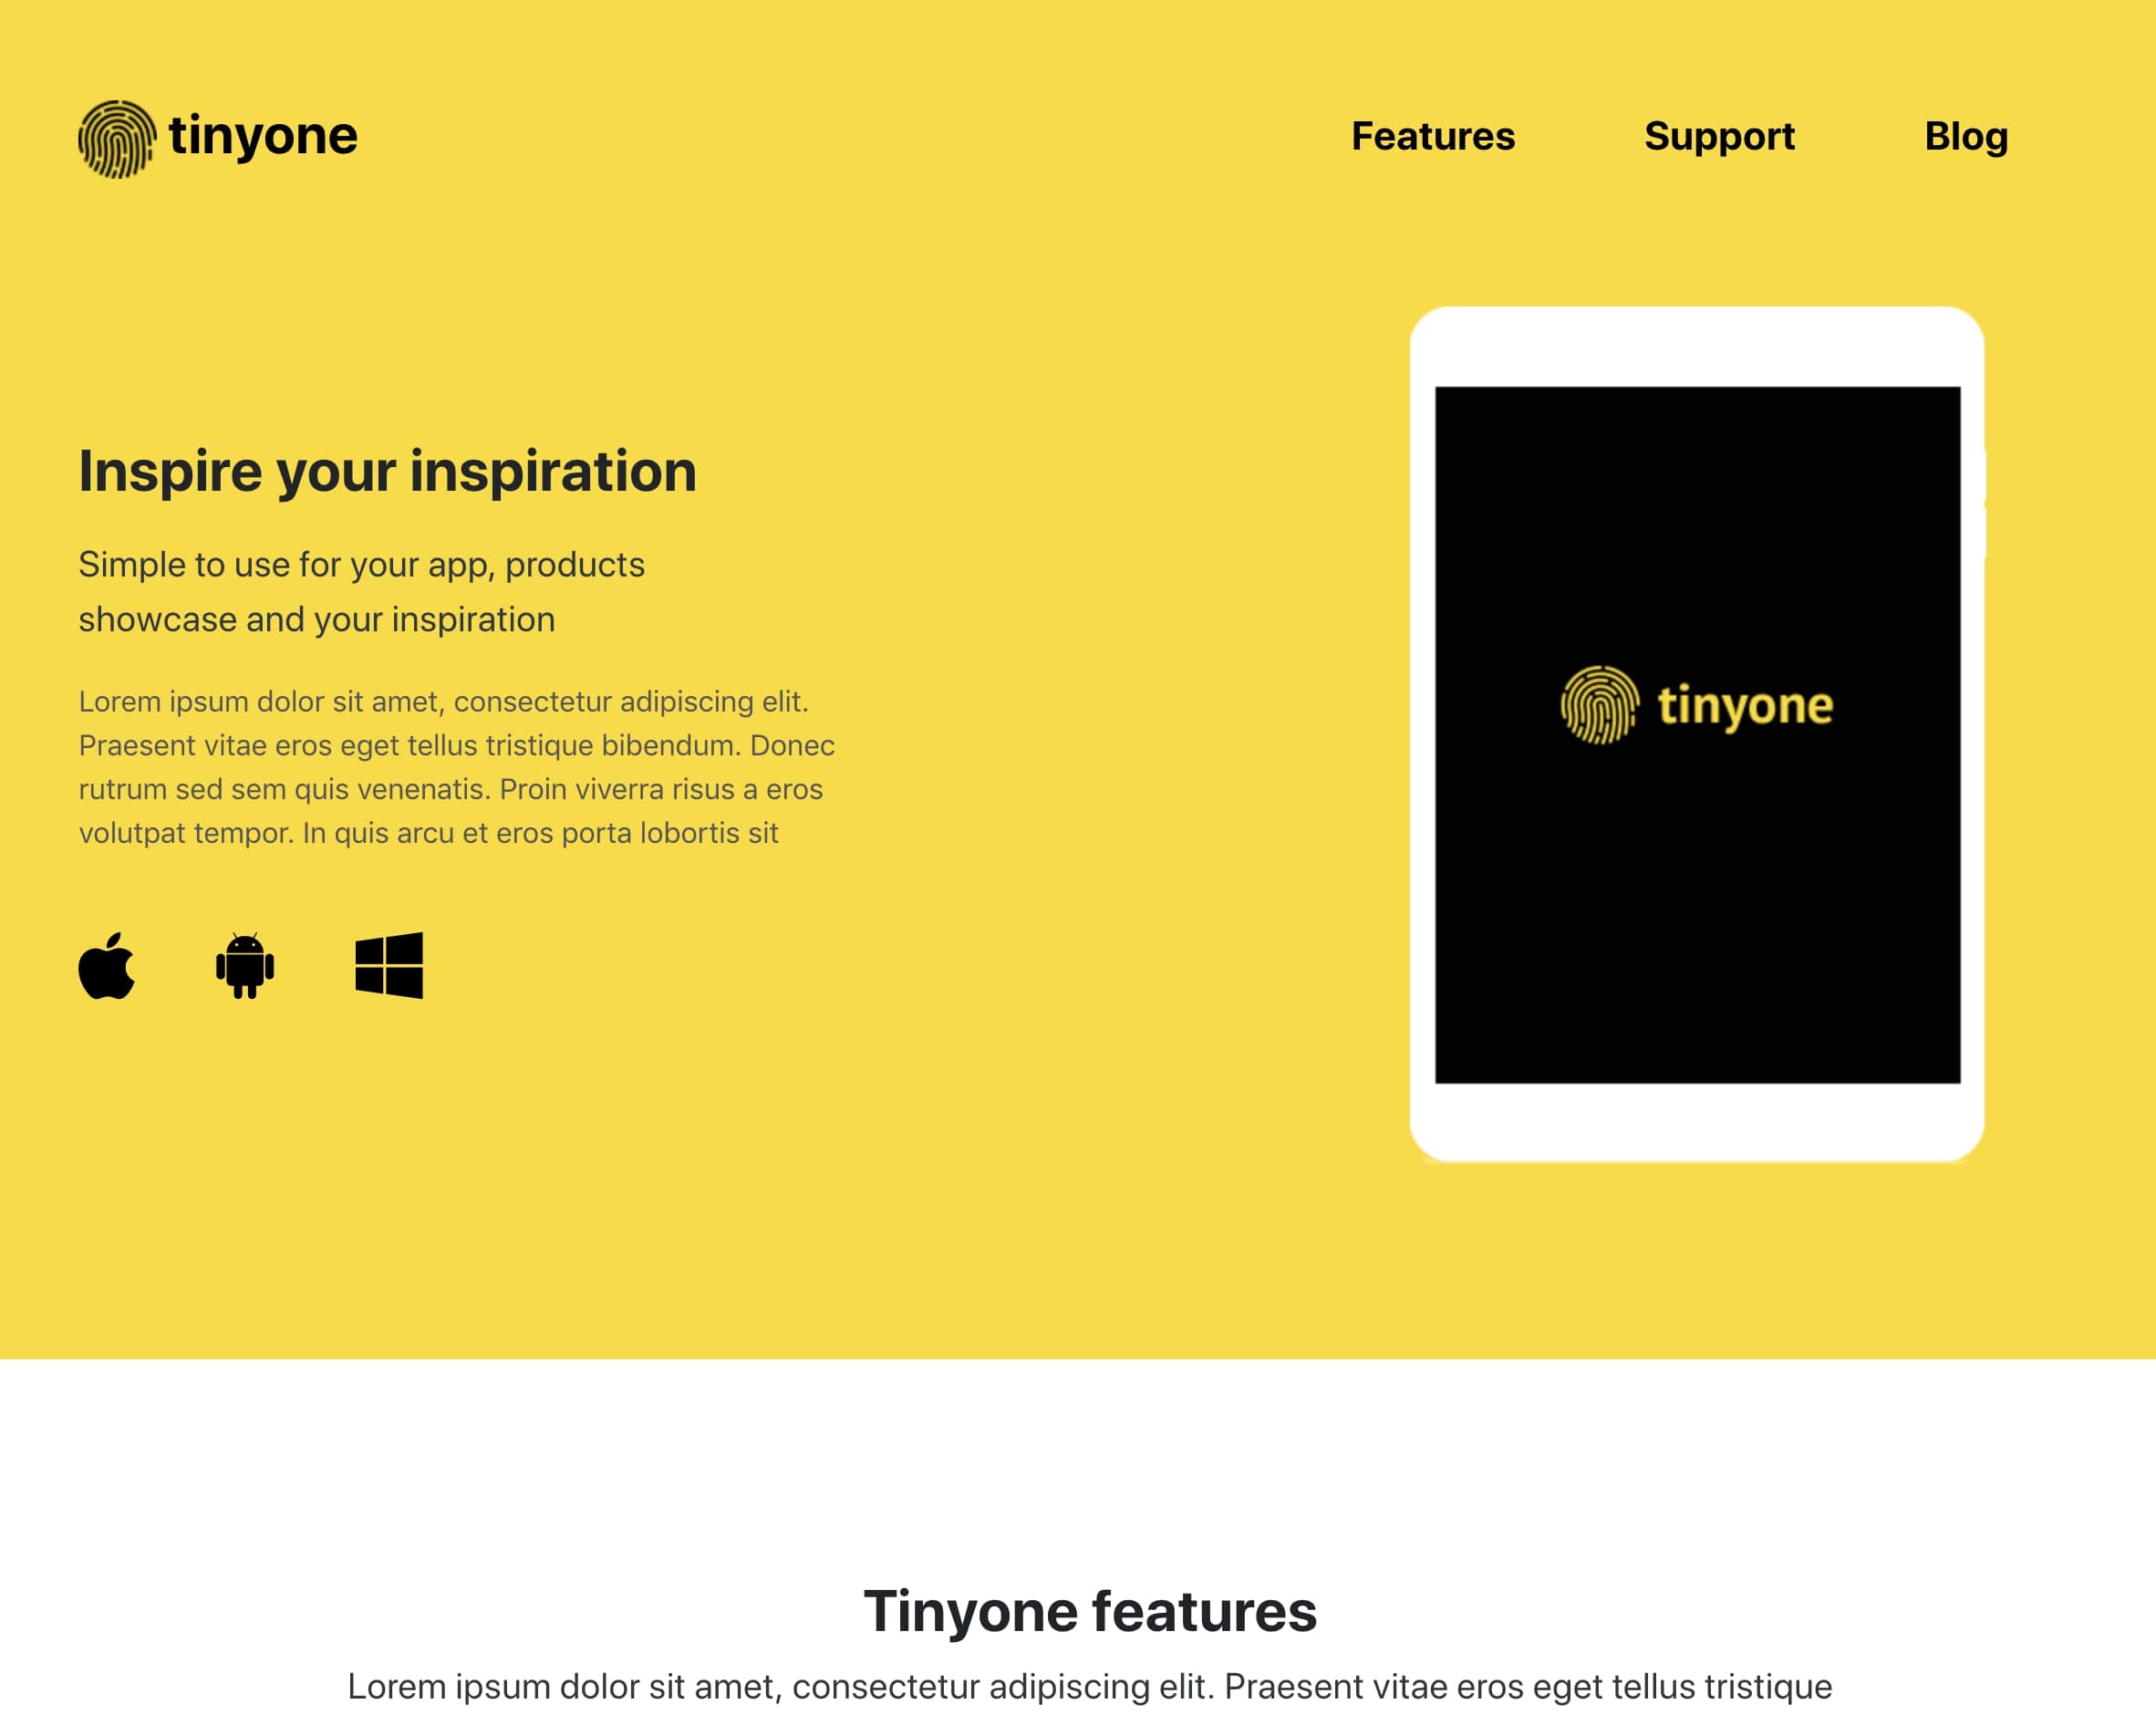 tinyone
Features
Support
Blog
Inspire your inspiration
Simple to use for your app, products
showcase and your inspiration
Lorem ipsum dolor sit amet, consectetur adipiscing elit.
Praesent vitae eros eget tellus tristique bibendum. Donec
rutrum sed sem quis venenatis. Proin viverra risus a eros
volutpat tempor. In quis arcu et eros porta lobortis sit
tinyone
Tinyone features
Lorem ipsum dolor sit amet, consectetur adipiscing elit. Praesent vitae eros eget tellus tristique